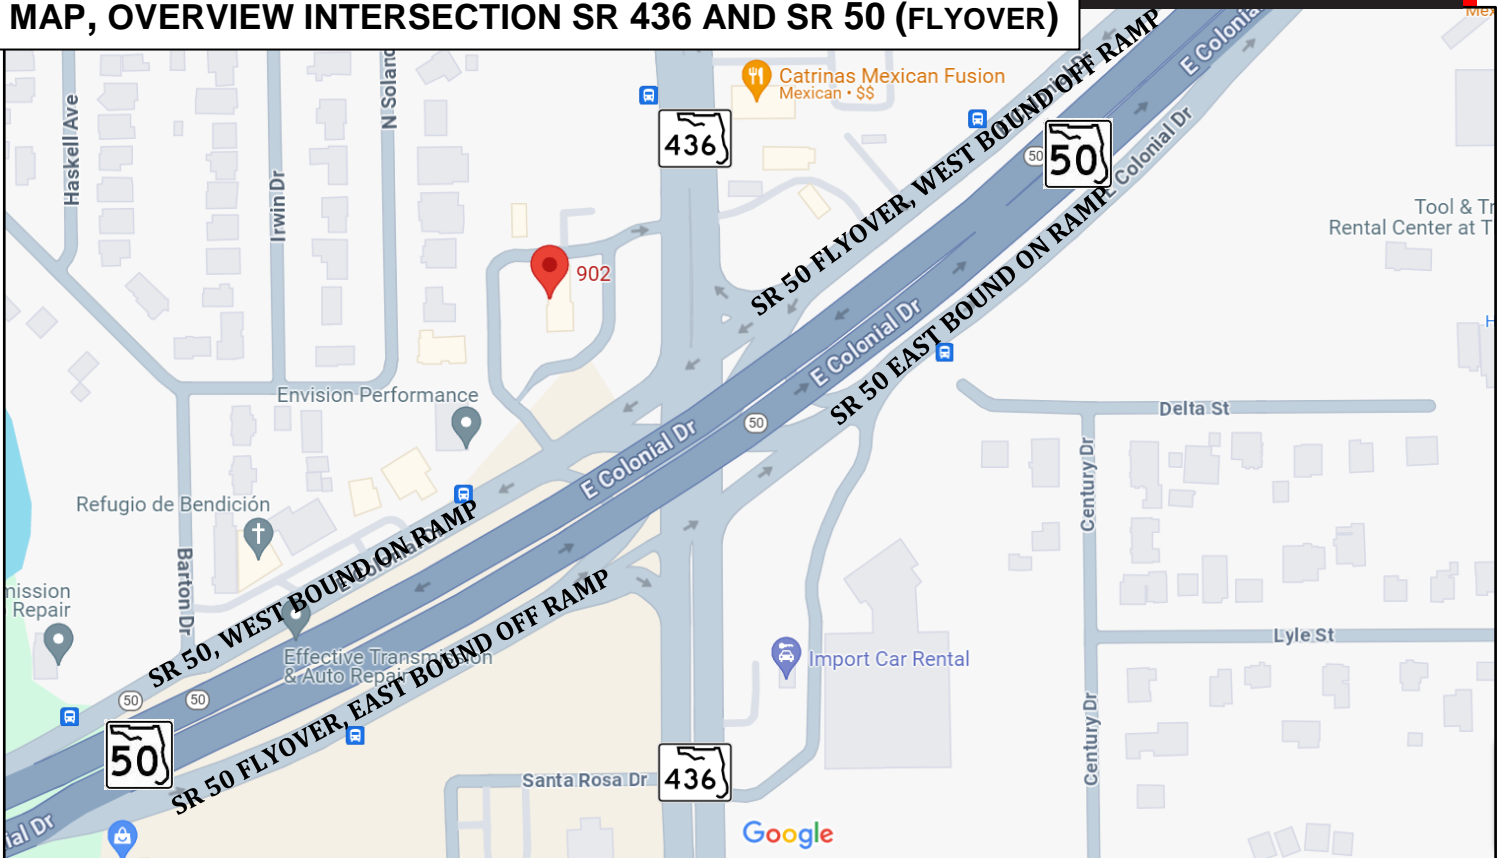 MAP, OVERVIEW INTERSECTION SR 436 AND SR 50 (FLYOVER)
Haskell Ave
Irwin Dr
N Solano
436
Catrinas Mexican Fusion
Mexican • $$
SR 50 FLYOVER, WEST BOUND OFF RAMP
E Colonial
50
50
E Colonial Dr
SR 50 EAST BOUND ON RAMP
Tool & Tr
Rental Center at T
902
E Colonial Dr
Envision Performance
50
E Colonial Dr
Delta St
Century Dr
Refugio de Bendición
Barton Dr
SR 50, WEST BOUND ON RAMP
mission
Repair
Effective Transmission
& Auto Repair
SR 50 FLYOVER, EAST BOUND OFF RAMP
Import Car Rental
Lyle St
50
50
50
Century Dr
Santa Rosa Dr
436
ial Dr
Google